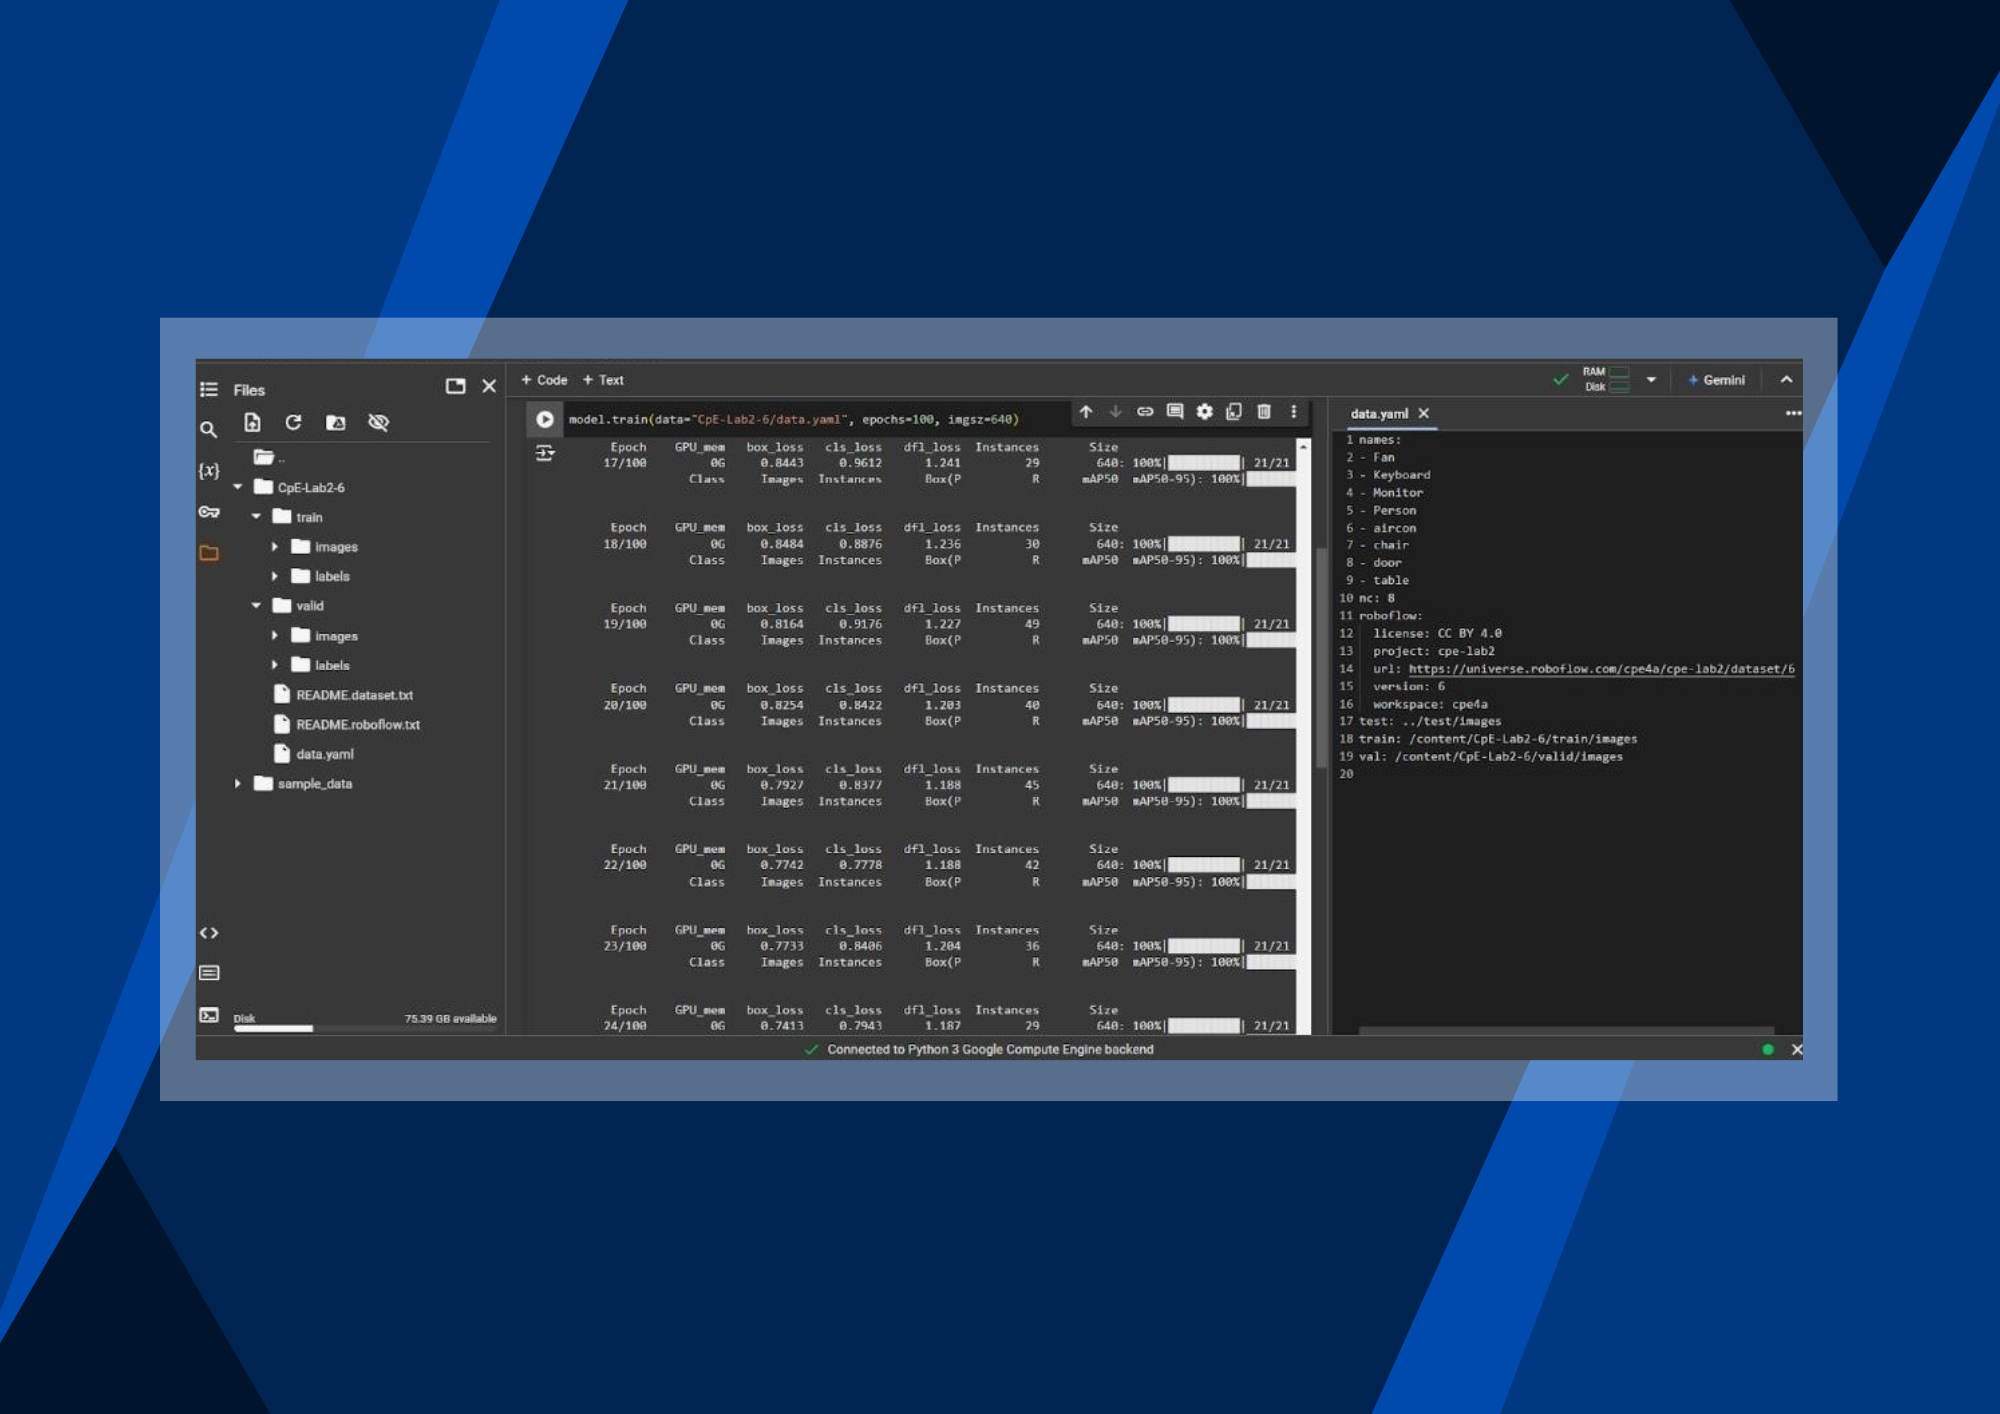 Files
..
CpE-Lab2-6
train
images
labels
valid
images
labels
README.dataset.txt
README.roboflow.txt
data.yaml
sample_data
{x}
Disk
75.39 GB available
+ Code + Text
RAM
Disk
Gemini
model.train(data="CpE-Lab2-6/data.yaml", epochs=100, imgsz=640)
Epoch GPU_mem box_loss cls_loss dfl_loss Instances Size
17/100 0G 0.8443 0.9612 1.241 29 640: 100%| | 21/21
Class Images Instances Box(P R mAP50 mAP50-95): 100%|
Epoch GPU_mem box_loss cls_loss dfl_loss Instances Size
18/100 0G 0.8484 0.8876 1.236 30 640: 100%| | 21/21
Class Images Instances Box(P R mAP50 mAP50-95): 100%|
Epoch GPU_mem box_loss cls_loss dfl_loss Instances Size
19/100 0G 0.8164 0.9176 1.227 49 640: 100%| | 21/21
Class Images Instances Box(P R mAP50 mAP50-95): 100%|
Epoch GPU_mem box_loss cls_loss dfl_loss Instances Size
20/100 0G 0.8254 0.8422 1.203 40 640: 100%| | 21/21
Class Images Instances Box(P R mAP50 mAP50-95): 100%|
Epoch GPU_mem box_loss cls_loss dfl_loss Instances Size
21/100 0G 0.7927 0.8377 1.188 45 640: 100%| | 21/21
Class Images Instances Box(P R mAP50 mAP50-95): 100%|
Epoch GPU_mem box_loss cls_loss dfl_loss Instances Size
22/100 0G 0.7742 0.7778 1.188 42 640: 100%| | 21/21
Class Images Instances Box(P R mAP50 mAP50-95): 100%|
Epoch GPU_mem box_loss cls_loss dfl_loss Instances Size
23/100 0G 0.7733 0.8406 1.204 36 640: 100%| | 21/21
Class Images Instances Box(P R mAP50 mAP50-95): 100%|
Epoch GPU_mem box_loss cls_loss dfl_loss Instances Size
24/100 0G 0.7413 0.7943 1.187 29 640: 100%| | 21/21
data.yaml
1 names:
2 - Fan
3 - Keyboard
4 - Monitor
5 - Person
6 - aircon
7 - chair
8 - door
9 - table
10 nc: 8
11 roboflow:
12 license: CC BY 4.0
13 project: cpe-lab2
14 url: https://universe.roboflow.com/cpe4a/cpe-lab2/dataset/6
15 version: 6
16 workspace: cpe4a
17 test: ../test/images
18 train: /content/CpE-Lab2-6/train/images
19 val: /content/CpE-Lab2-6/valid/images
20
Connected to Python 3 Google Compute Engine backend